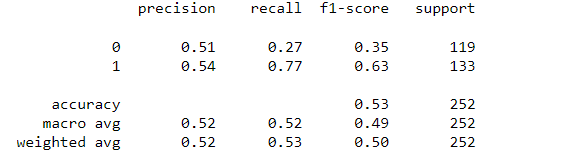 precision recall f1-score support
0 0.51 0.27 0.35 119
1 0.54 0.77 0.63 133
accuracy 0.53 252
macro avg 0.52 0.52 0.49 252
weighted avg 0.52 0.53 0.50 252